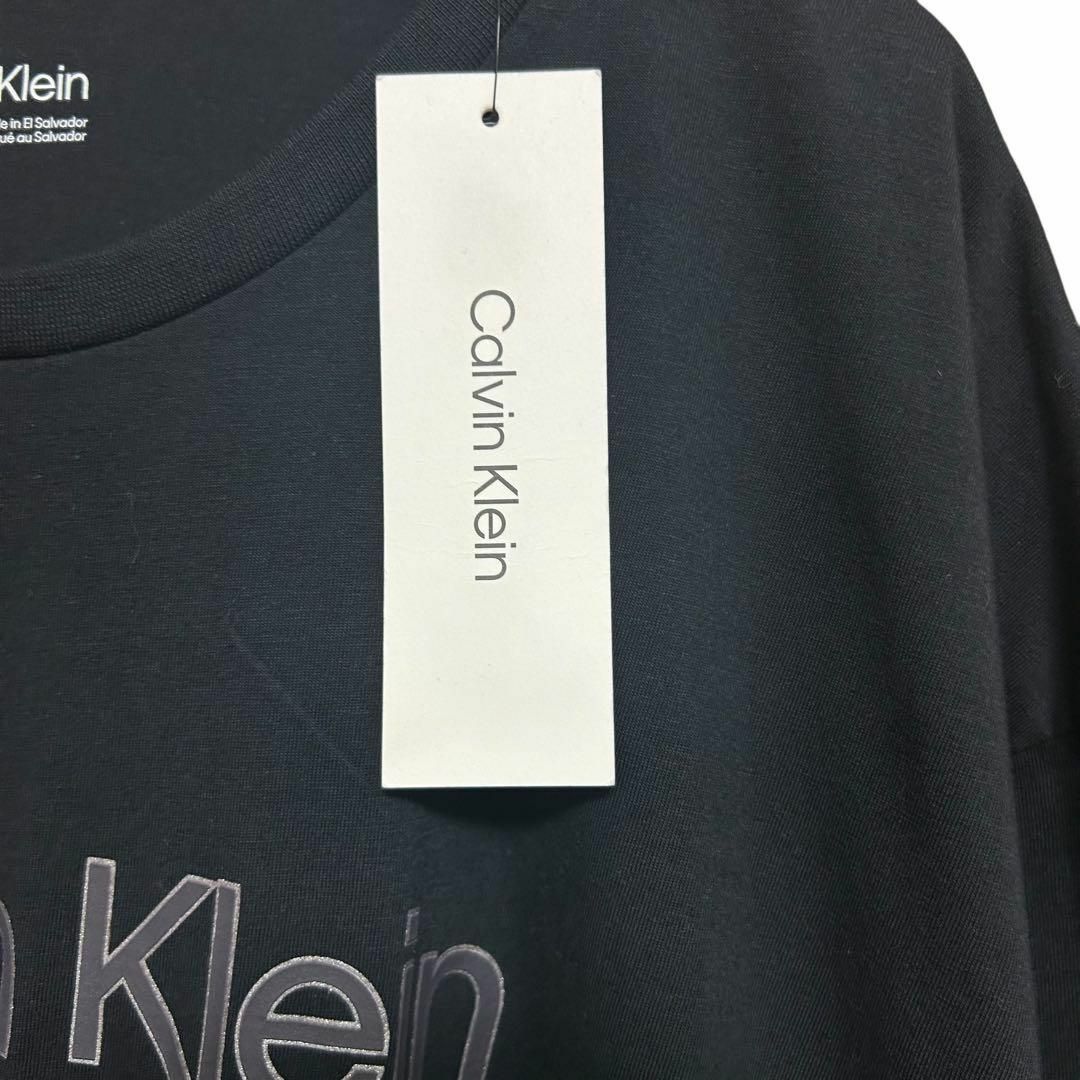 Klein
e in El Salvador
ué au Salvador
Calvin Klein
n Klein